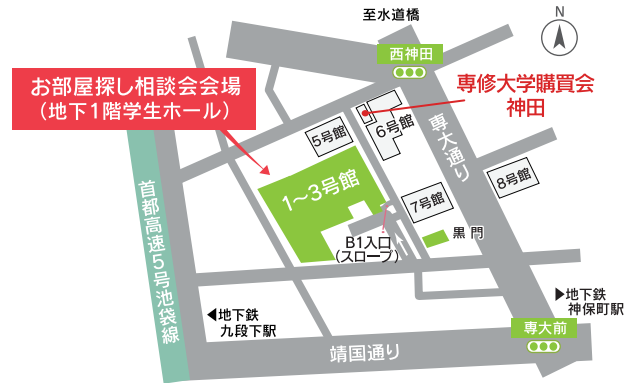 至水道橋
N
西神田
お部屋探し相談会会場
（地下1階学生ホール）
専修大学購買会
神田
5号館
6号館
専大通り
1〜3号館
8号館
7号館
首都高速5号池袋線
黒門
B1入口
（スロープ）
◀地下鉄
九段下駅
▶地下鉄
神保町駅
専大前
靖国通り